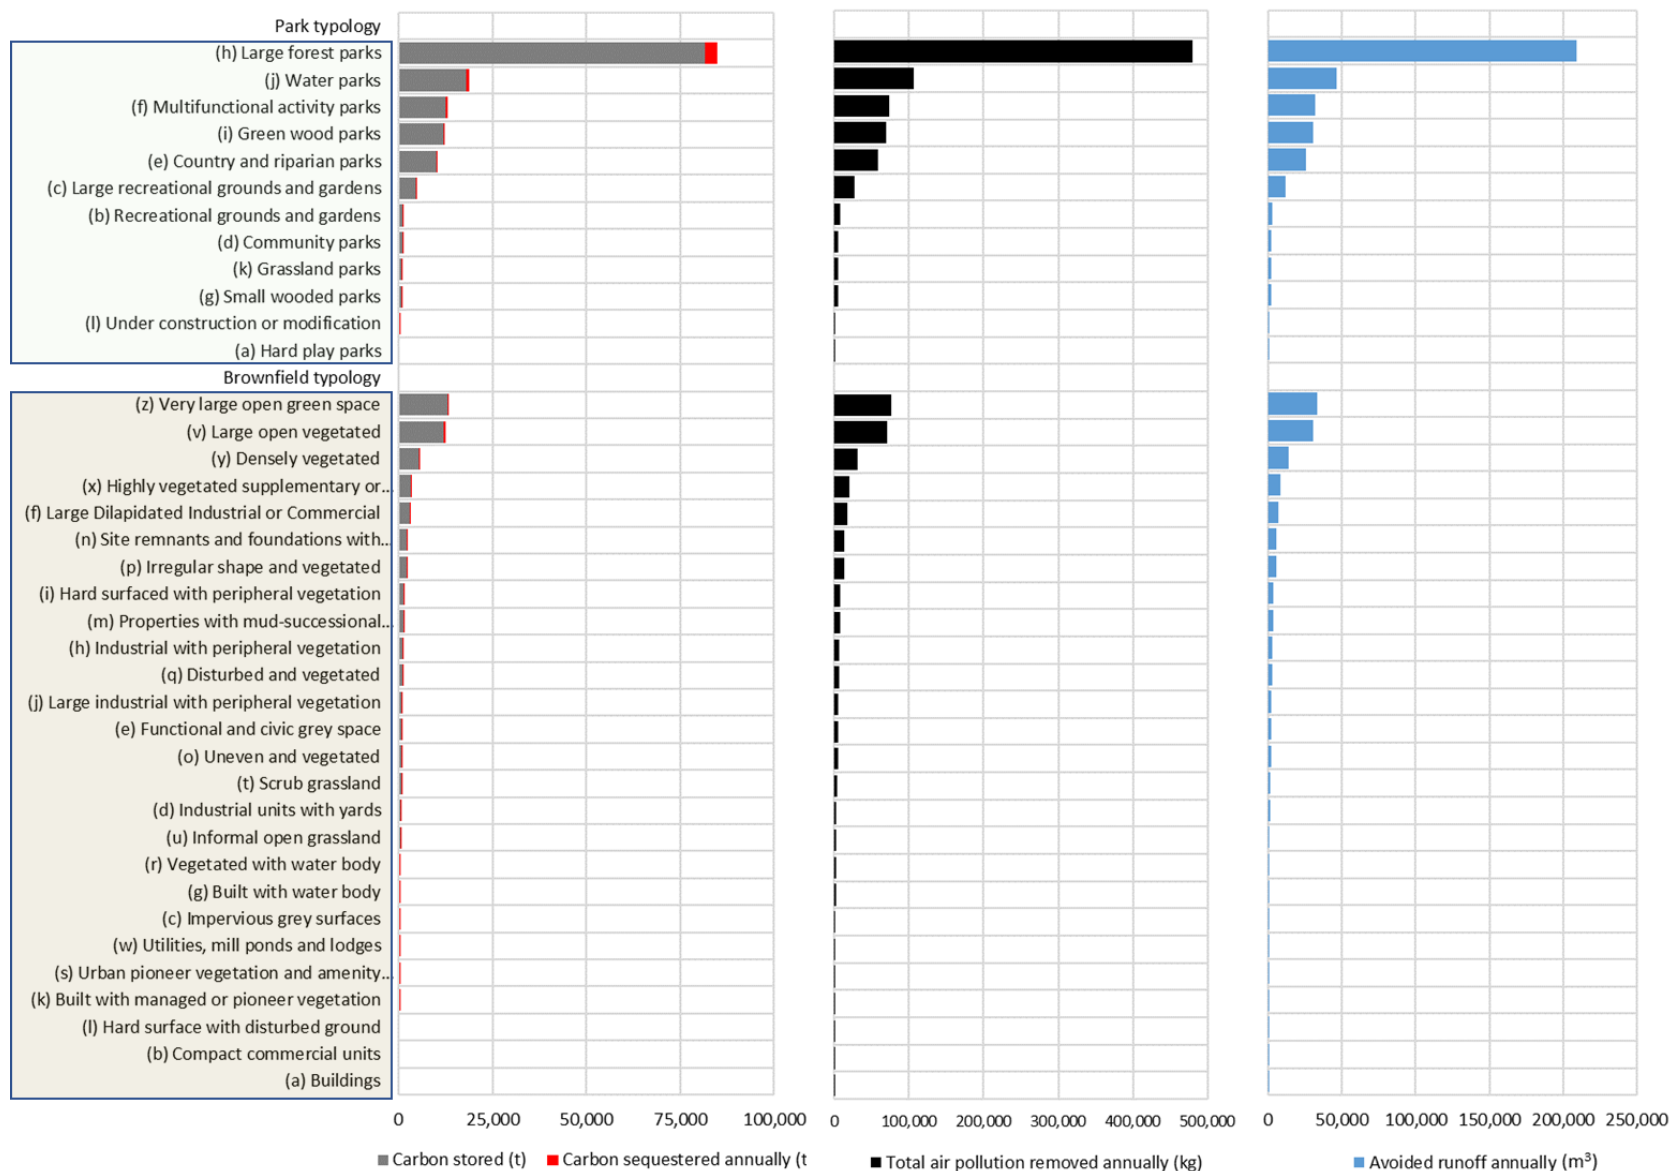 Park typology
(h) Large forest parks
(j) Water parks
(f) Multifunctional activity parks
(i) Green wood parks
(e) Country and riparian parks
(c) Large recreational grounds and gardens
(b) Recreational grounds and gardens
(d) Community parks
(k) Grassland parks
(g) Small wooded parks
(l) Under construction or modification
(a) Hard play parks
Brownfield typology
(z) Very large open green space
(v) Large open vegetated
(y) Densely vegetated
(x) Highly vegetated supplementary or...
(f) Large Dilapidated Industrial or Commercial
(n) Site remnants and foundations with...
(p) Irregular shape and vegetated
(i) Hard surfaced with peripheral vegetation
(m) Properties with mud-successional...
(h) Industrial with peripheral vegetation
(q) Disturbed and vegetated
(j) Large industrial with peripheral vegetation
(e) Functional and civic grey space
(o) Uneven and vegetated
(t) Scrub grassland
(d) Industrial units with yards
(u) Informal open grassland
(r) Vegetated with water body
(g) Built with water body
(c) Impervious grey surfaces
(w) Utilities, mill ponds and lodges
(s) Urban pioneer vegetation and amenity...
(k) Built with managed or pioneer vegetation
(l) Hard surface with disturbed ground
(b) Compact commercial units
(a) Buildings
0 25,000 50,000 75,000 100,000
0 100,000 200,000 300,000 400,000 500,000
0 50,000 100,000 150,000 200,000 250,000
Carbon stored (t) Carbon sequestered annually (t
Total air pollution removed annually (kg)
Avoided runoff annually (m³)